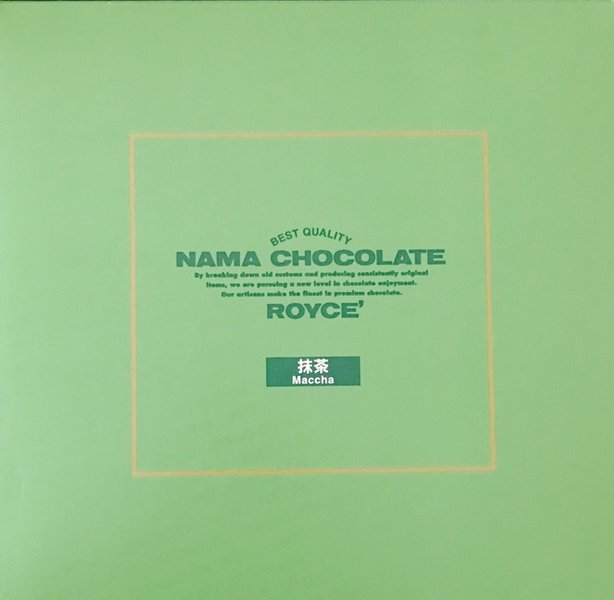 BEST QUALITY
NAMA CHOCOLATE
By breaking down old customs and producing consistently original
items, we are pursuing a new level in chocolate enjoyment.
Our artisans make the finest in premium chocolate.
ROYCE'
抹茶
Maccha